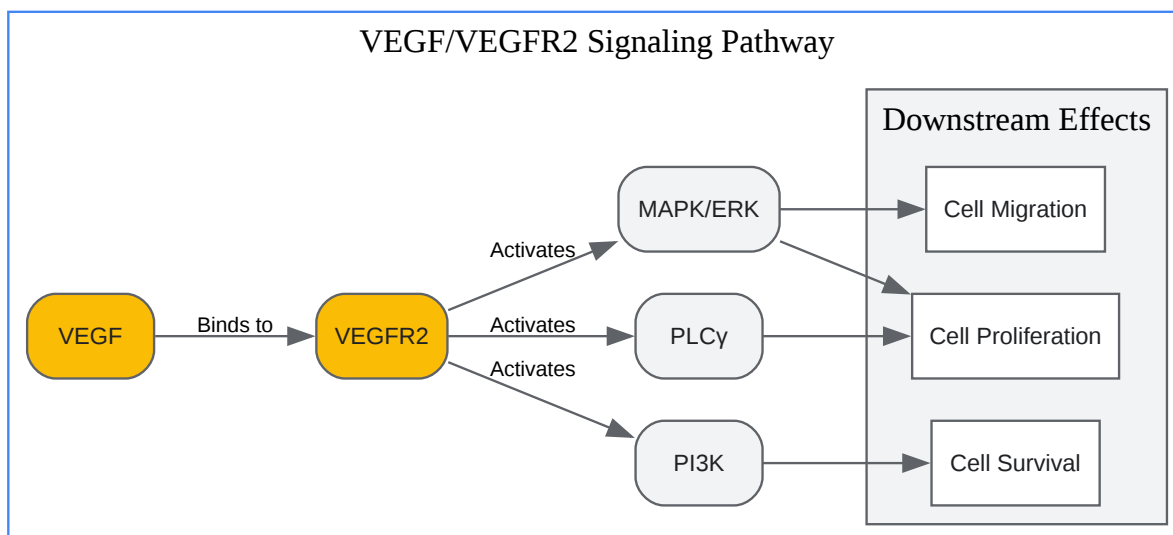 VEGF/VEGFR2 Signaling Pathway
Downstream Effects
MAPK/ERK
Cell Migration
Activates
VEGF
Binds to
VEGFR2
Activates
PLCγ
Cell Proliferation
Activates
PI3K
Cell Survival